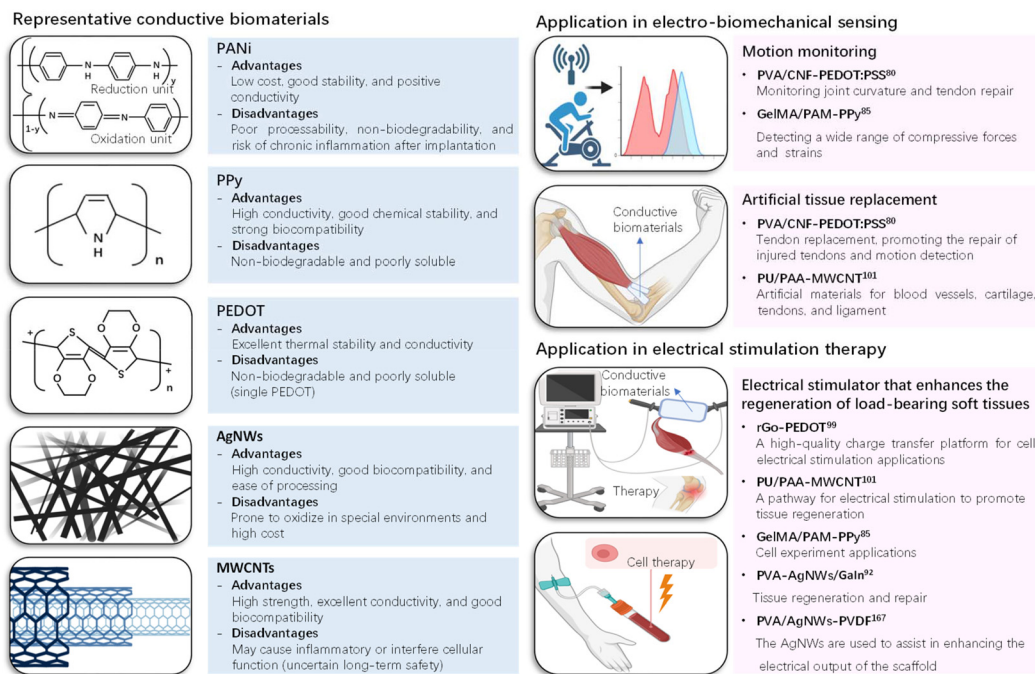 Representative conductive biomaterials
N
H
N
H
y
Reduction unit
N
N
1-y
Oxidation unit
PANi
- Advantages
Low cost, good stability, and positive
conductivity
- Disadvantages
Poor processability, non-biodegradability, and
risk of chronic inflammation after implantation
N
H
n
PPy
- Advantages
High conductivity, good chemical stability, and
strong biocompatibility
- Disadvantages
Non-biodegradable and poorly soluble
O
O
S
+
+
S
O
O
n
PEDOT
- Advantages
Excellent thermal stability and conductivity
- Disadvantages
Non-biodegradable and poorly soluble
(single PEDOT)
AgNWs
- Advantages
High conductivity, good biocompatibility, and
ease of processing
- Disadvantages
Prone to oxidize in special environments and
high cost
MWCNTs
- Advantages
High strength, excellent conductivity, and good
biocompatibility
- Disadvantages
May cause inflammatory or interfere cellular
function (uncertain long-term safety)
Application in electro-biomechanical sensing
Motion monitoring
• PVA/CNF-PEDOT:PSS80
Monitoring joint curvature and tendon repair
• GelMA/PAM-PPy85
Detecting a wide range of compressive forces
and strains
Conductive
biomaterials
Artificial tissue replacement
• PVA/CNF-PEDOT:PSS80
Tendon replacement, promoting the repair of
injured tendons and motion detection
• PU/PAA-MWCNT101
Artificial materials for blood vessels, cartilage,
tendons, and ligament
Application in electrical stimulation therapy
Conductive
biomaterials
Therapy
Cell therapy
Electrical stimulator that enhances the
regeneration of load-bearing soft tissues
• rGo-PEDOT99
A high-quality charge transfer platform for cell
electrical stimulation applications
• PU/PAA-MWCNT101
A pathway for electrical stimulation to promote
tissue regeneration
• GelMA/PAM-PPy85
Cell experiment applications
• PVA-AgNWs/GaIn92
Tissue regeneration and repair
• PVA/AgNWs-PVDF167
The AgNWs are used to assist in enhancing the
electrical output of the scaffold